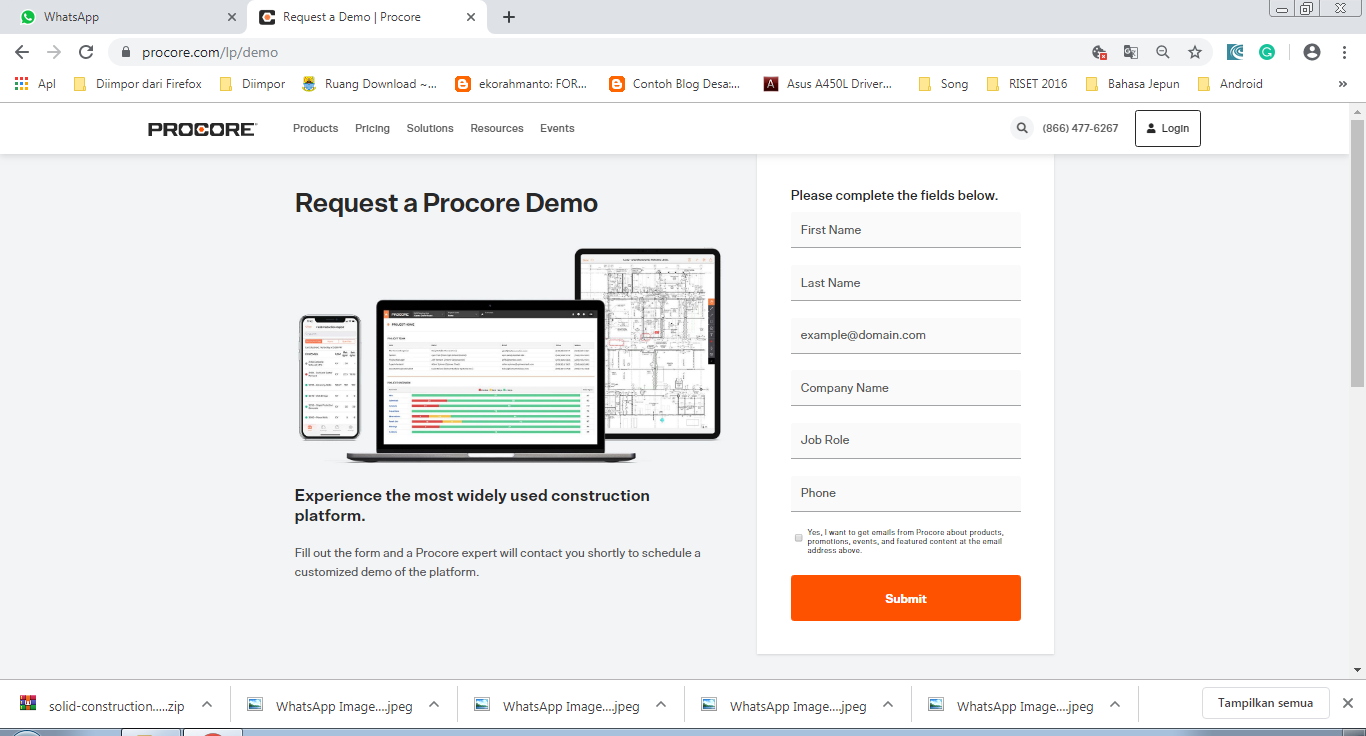 WhatsApp
Request a Demo | Procore
procore.com/lp/demo
Apl
Diimpor dari Firefox
Diimpor
Ruang Download ~...
ekorahmanto: FOR...
Contoh Blog Desa:...
Asus A450L Driver...
Song
RISET 2016
Bahasa Jepun
Android
»
PROCORE
Products
Pricing
Solutions
Resources
Events
(866) 477-6267
Login
Request a Procore Demo
Experience the most widely used construction
platform.
Fill out the form and a Procore expert will contact you shortly to schedule a
customized demo of the platform.
Please complete the fields below.
First Name
Last Name
example@domain.com
Company Name
Job Role
Phone
Yes, I want to get emails from Procore about products,
promotions, events, and featured content at the email
address above.
Submit
solid-construction.....zip
WhatsApp Image....jpeg
WhatsApp Image....jpeg
WhatsApp Image....jpeg
WhatsApp Image....jpeg
Tampilkan semua